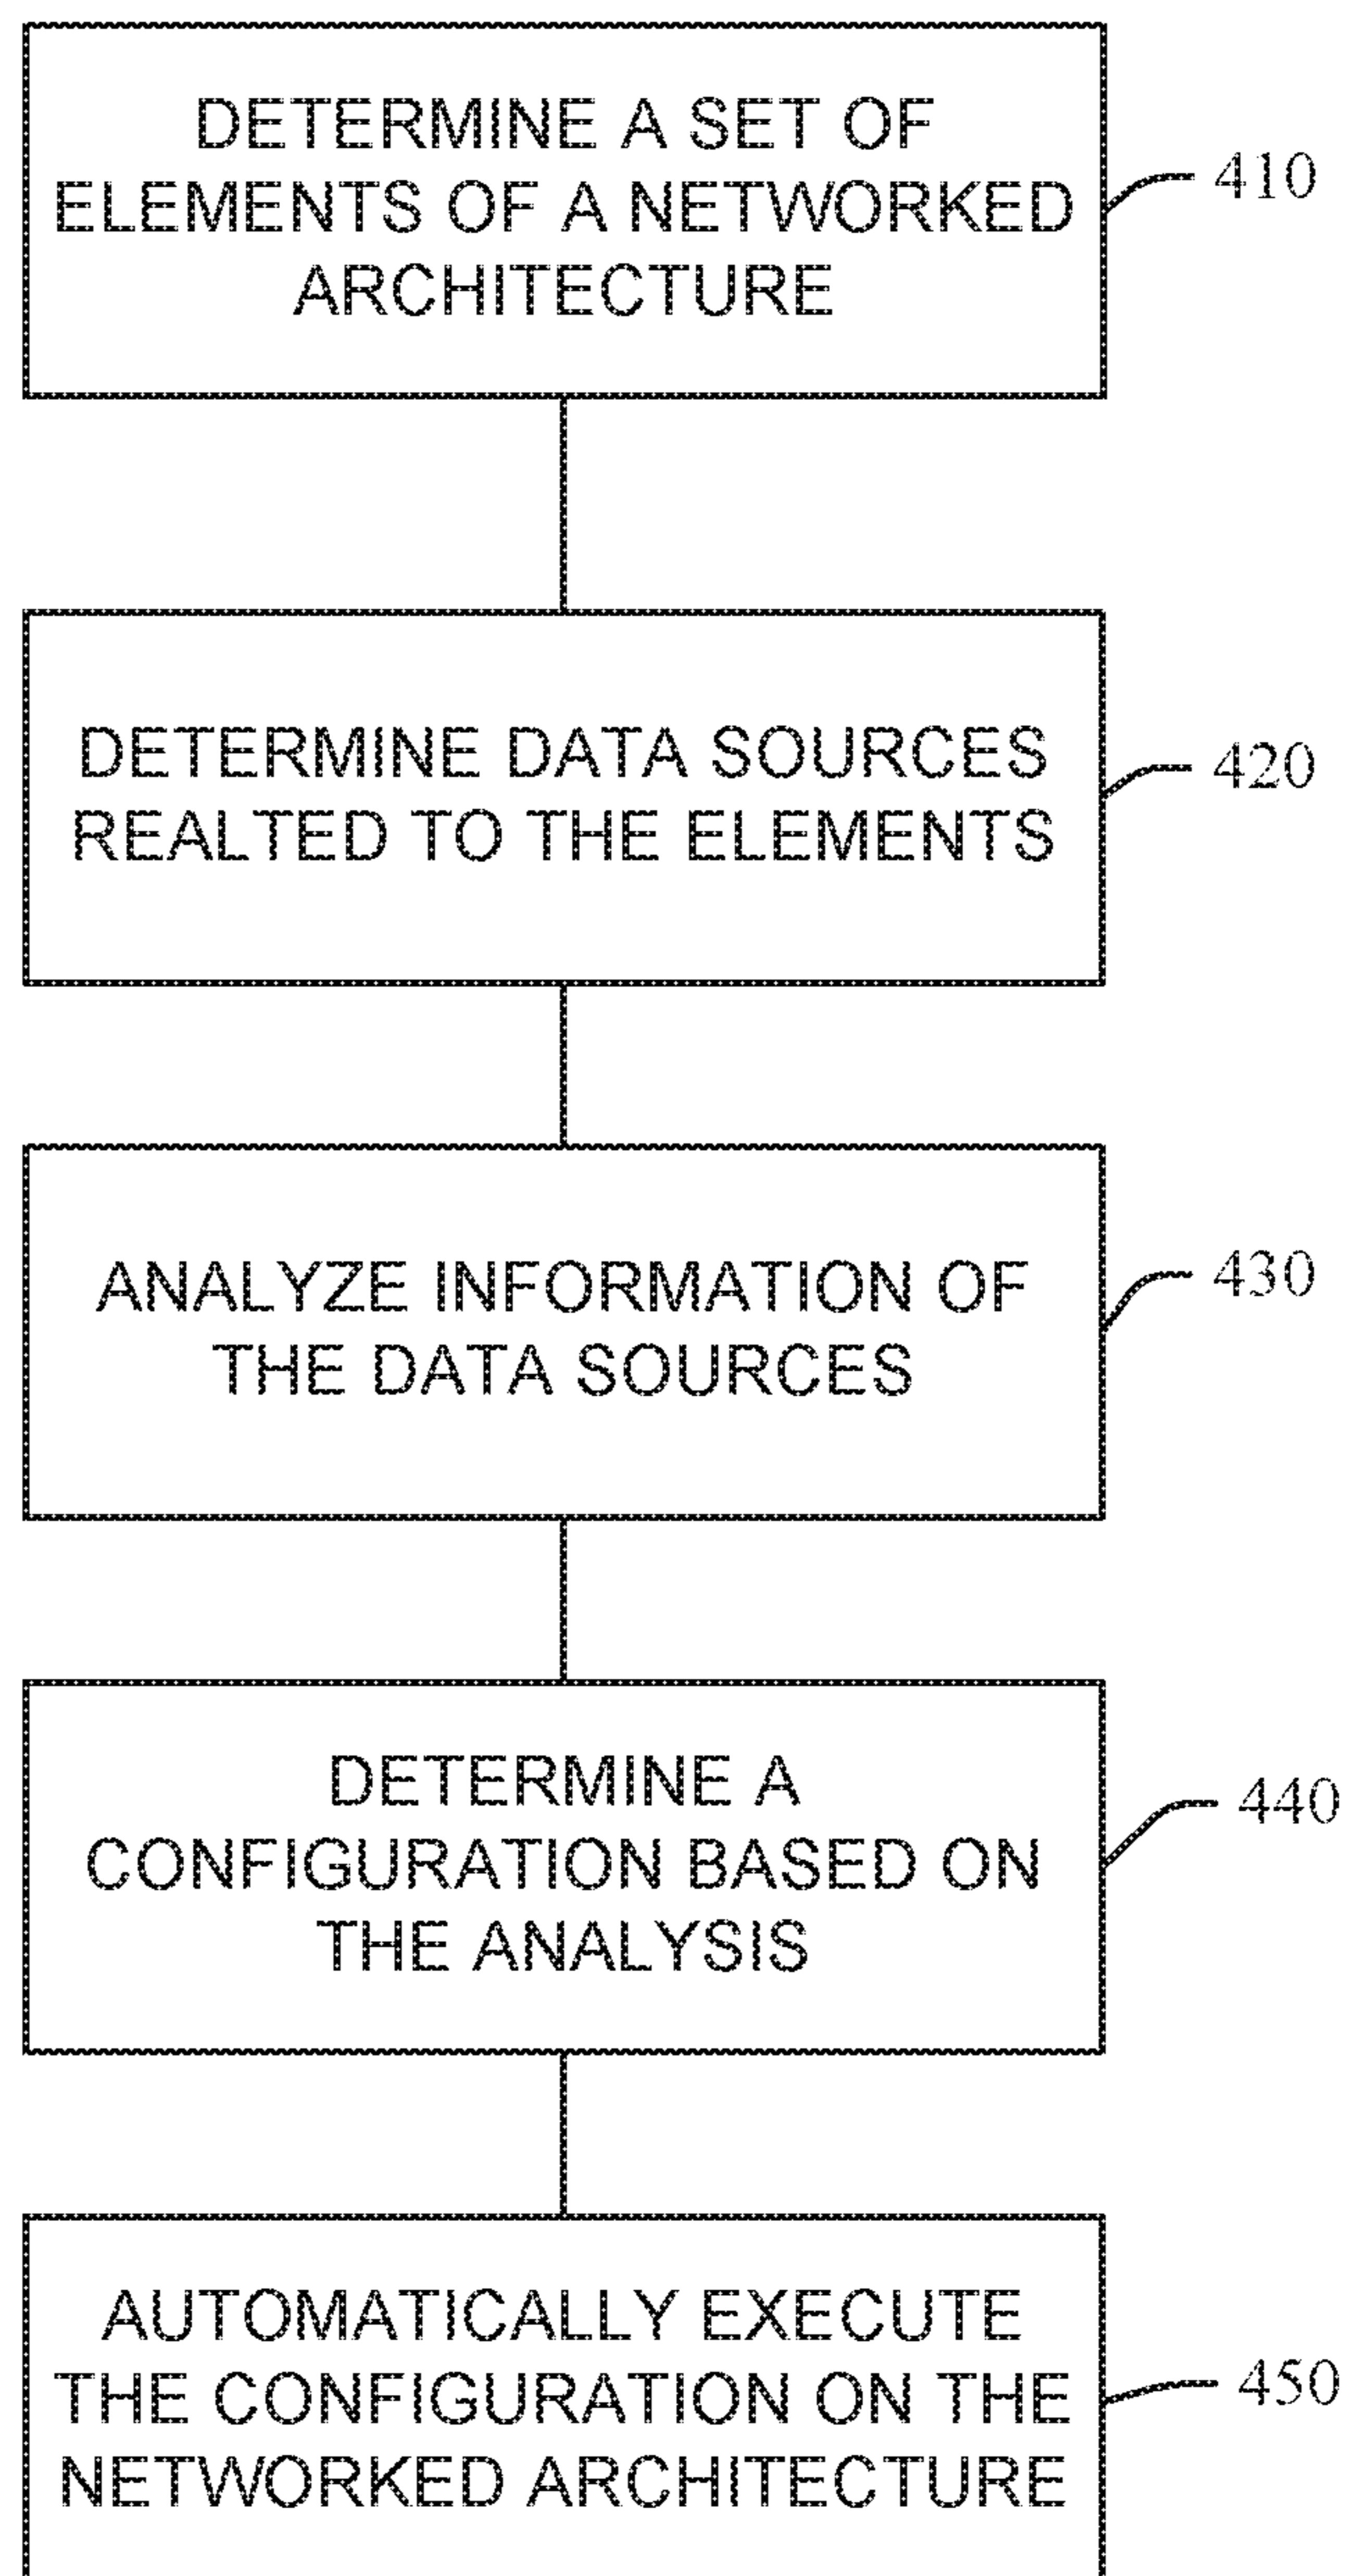 DETERMINE A SET OF
ELEMENTS OF A NETWORKED
ARCHITECTURE
410
DETERMINE DATA SOURCES
REALTED TO THE ELEMENTS
420
ANALYZE INFORMATION OF
THE DATA SOURCES
430
DETERMINE A
CONFIGURATION BASED ON
THE ANALYSIS
440
AUTOMATICALLY EXECUTE
THE CONFIGURATION ON THE
NETWORKED ARCHITECTURE
450